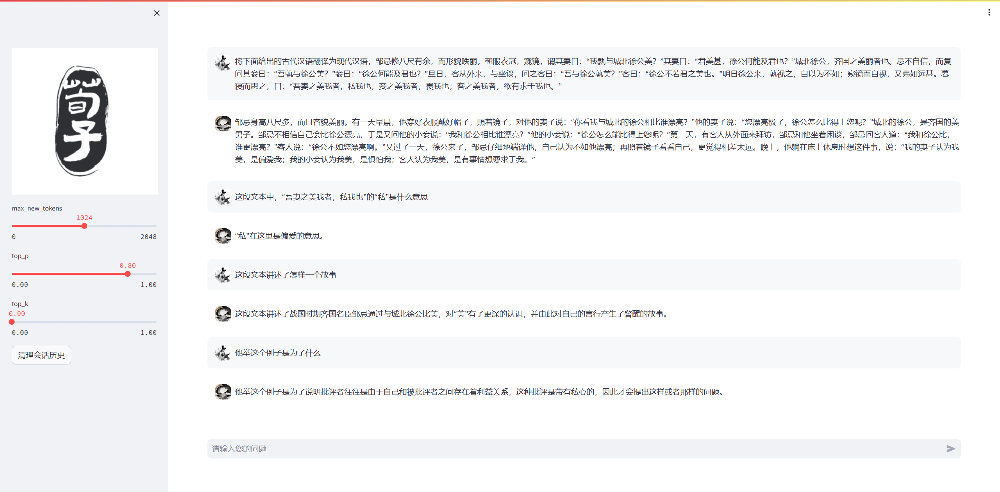 荀子
max_new_tokens
1024
0 2048
top_p
0.80
0.00 1.00
top_k
0.00
0.00 1.00
清理会话历史
将下面给出的古代汉语翻译为现代汉语，邹忌修八尺有余，而形貌昳丽。朝服衣冠，窥镜，谓其妻曰：“我孰与城北徐公美？”其妻曰：“君美甚，徐公何能及君也？”城北徐公，齐国之美丽者也。忌不自信，而复
问其妾曰：“吾孰与徐公美？”妾曰：“徐公何能及君也？”旦日，客从外来，与坐谈，问之客曰：“吾与徐公孰美？”客曰：“徐公不若君之美也。”明日徐公来，孰视之，自以为不如；窥镜而自视，又弗如远甚。暮
寝而思之，曰：“吾妻之美我者，私我也；妾之美我者，畏我也；客之美我者，欲有求于我也。”
邹忌身高八尺多，而且容貌美丽。有一天早晨，他穿好衣服戴好帽子，照着镜子，对他的妻子说：“你看我与城北的徐公相比谁漂亮？”他的妻子说：“您漂亮极了，徐公怎么比得上您呢？”城北的徐公，是齐国的美
男子。邹忌不相信自己会比徐公漂亮，于是又问他的小妾说：“我和徐公相比谁漂亮？”他的小妾说：“徐公怎么能比得上您呢？”第二天，有客人从外面来拜访，邹忌和他坐着闲谈，邹忌问客人道：“我和徐公比，
谁更漂亮？”客人说：“徐公不如您漂亮啊。”又过了一天，徐公来了，邹忌仔细地端详他，自己认为不如他漂亮；再照着镜子看看自己，更觉得相差太远。晚上，他躺在床上休息时想这件事，说：“我的妻子认为我
美，是偏爱我；我的小妾认为我美，是惧怕我；客人认为我美，是有事情想要求于我。”
这段文本中，“吾妻之美我者，私我也”的“私”是什么意思
“私”在这里是偏爱的意思。
这段文本讲述了怎样一个故事
这段文本讲述了战国时期齐国名臣邹忌通过与城北徐公比美，对“美”有了更深的认识，并由此对自己的言行产生了警醒的故事。
他举这个例子是为了什么
他举这个例子是为了说明批评者往往是由于自己和被批评者之间存在着利益关系，这种批评是带有私心的，因此才会提出这样或者那样的问题。
请输入您的问题